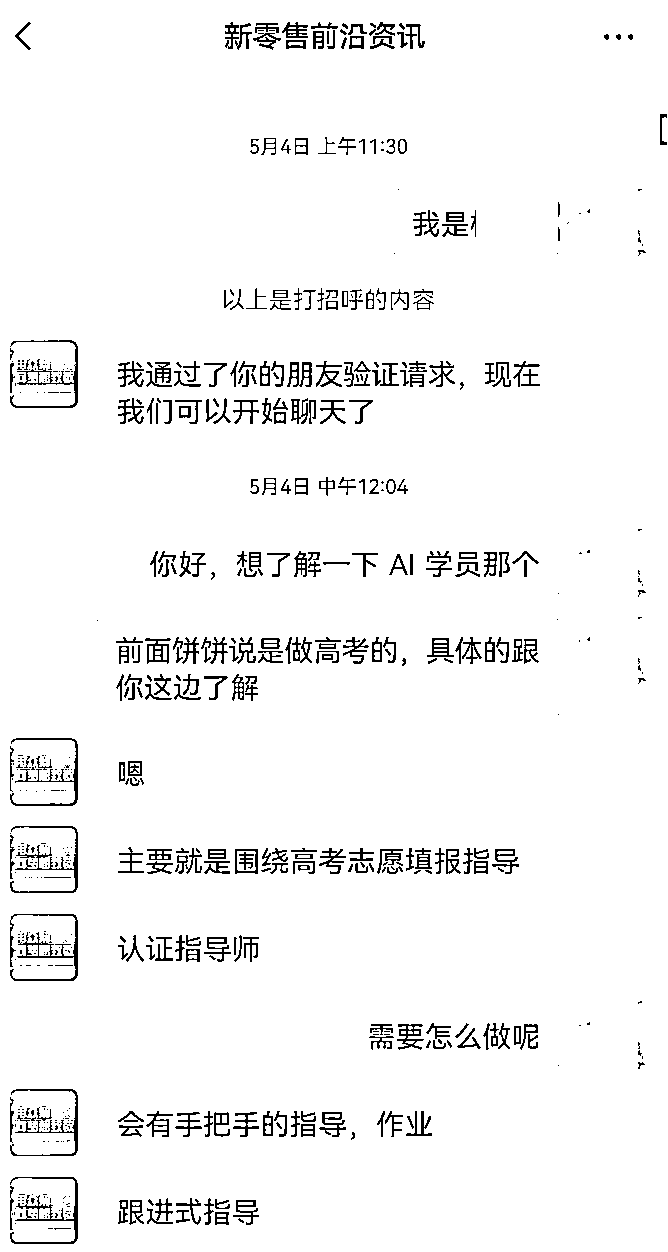 新零售前沿资讯
5月4日 上午11:30
我是
以上是打招呼的内容
我通过了你的朋友验证请求，现在
我们可以开始聊天了
5月4日 中午12:04
你好，想了解一下 AI 学员那个
前面饼饼说是做高考的，具体的跟
你这边了解
嗯
主要就是围绕高考志愿填报指导
认证指导师
需要怎么做呢
会有手把手的指导，作业
跟进式指导